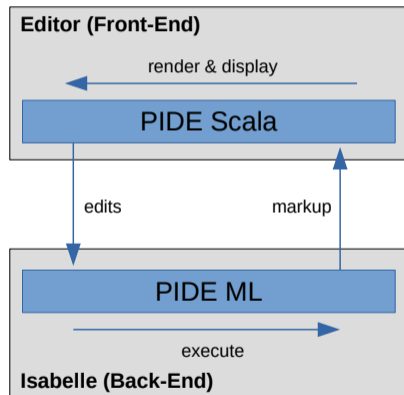 Editor (Front-End)
render & display
PIDE Scala
edits
markup
PIDE ML
execute
Isabelle (Back-End)